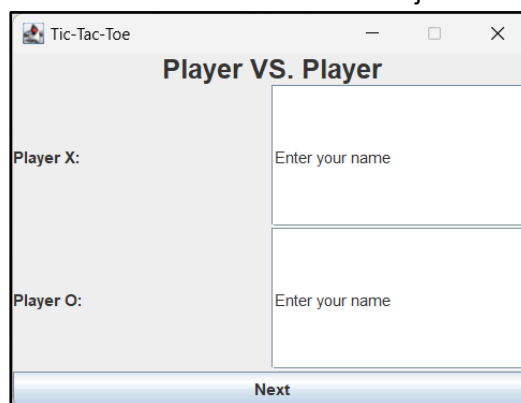 Tic-Tac-Toe
Player VS. Player
Player X:
Enter your name
Player O:
Enter your name
Next